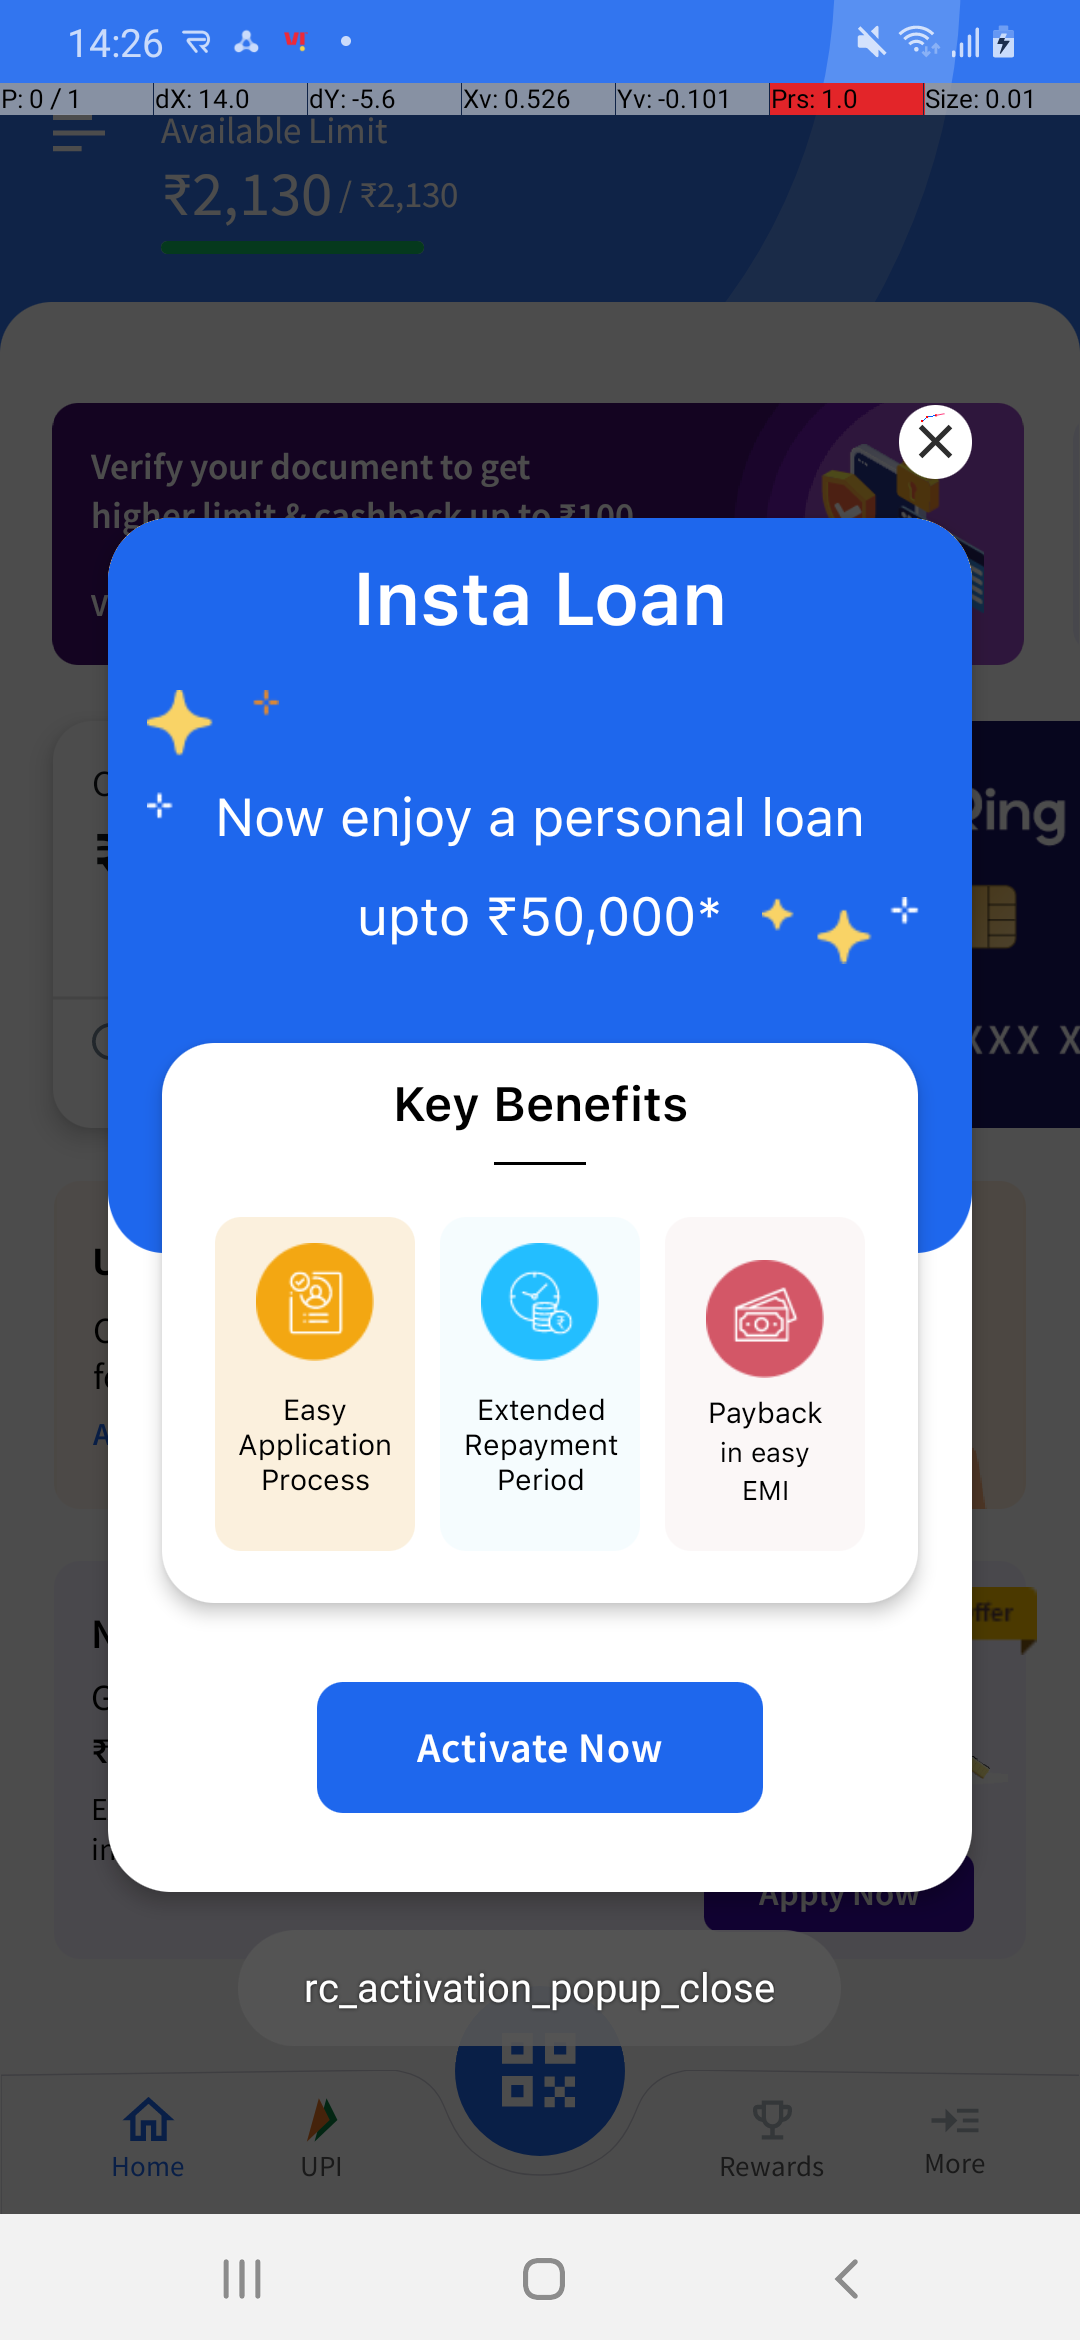 14:26
P: 0 / 1 dX: 14.0 dY: -5.6 Xv: 0.526 Yv: -0.101 Prs: 1.0 Size: 0.01
Available Limit
₹2,130 / ₹2,130
Verify your document to get
higher limit & cashback up to ₹100
Insta Loan
Now enjoy a personal loan
upto ₹50,000*
Key Benefits
Easy
Application
Process
Extended
Repayment
Period
Payback
in easy
EMI
Activate Now
Apply Now
rc_activation_popup_close
Home
UPI
Rewards
More